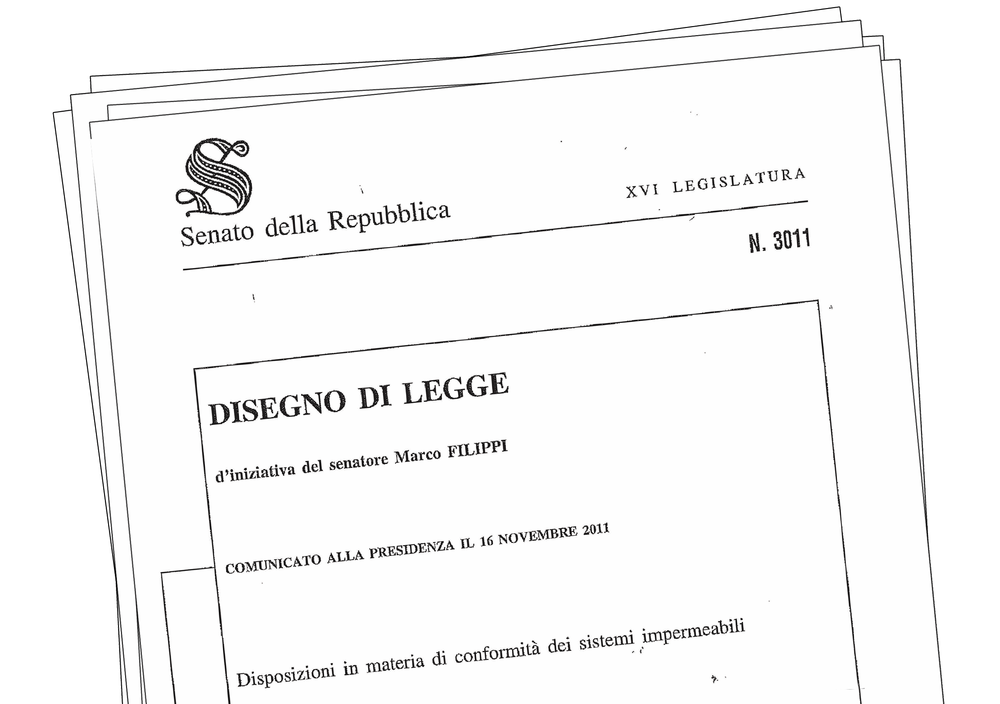 Senato della Repubblica
XVI LEGISLATURA
N. 3011
DISEGNO DI LEGGE
d'iniziativa del senatore Marco FILIPPI
COMUNICATO ALLA PRESIDENZA IL 16 NOVEMBRE 2011
Disposizioni in materia di conformità dei sistemi impermeabili